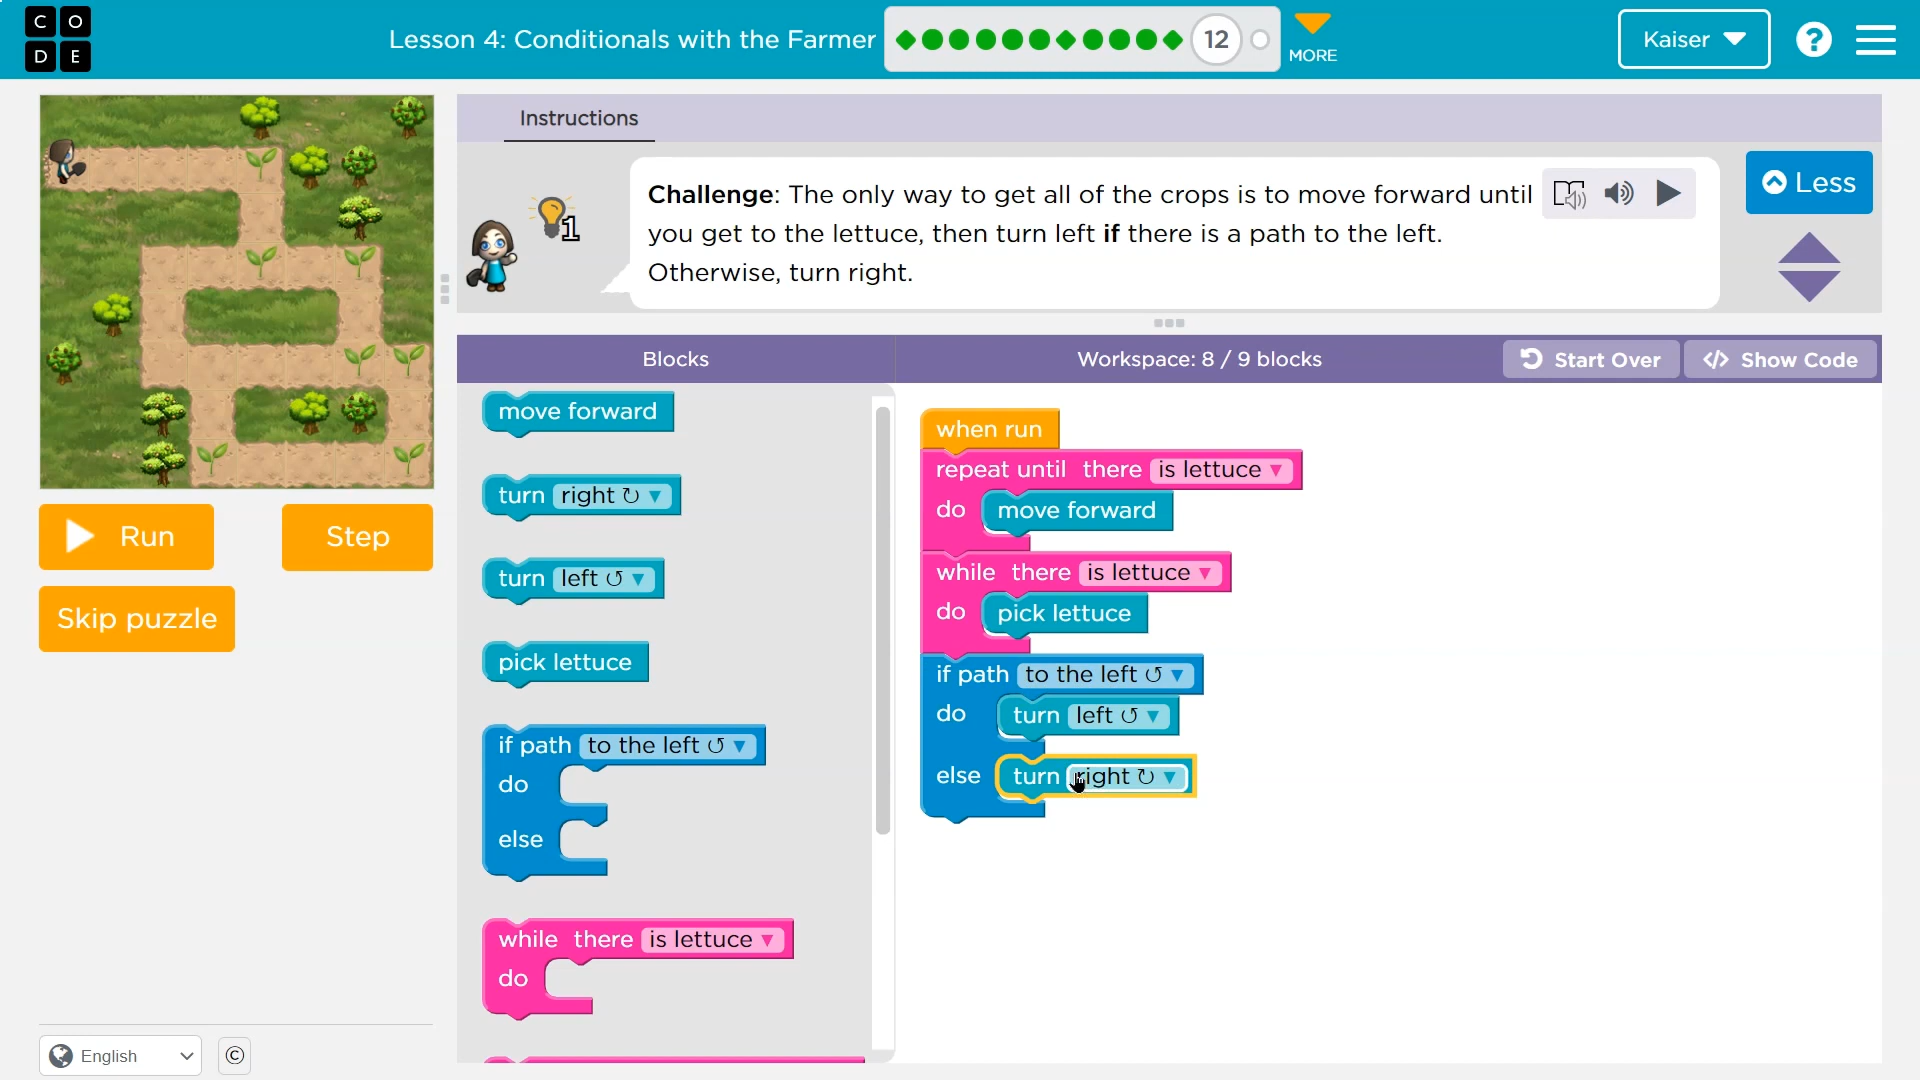 C O
D E
Lesson 4: Conditionals with the Farmer
12
MORE
Kaiser
?
Instructions
1
Challenge: The only way to get all of the crops is to move forward until
you get to the lettuce, then turn left if there is a path to the left.
Otherwise, turn right.
Less
Blocks
Workspace: 8 / 9 blocks
Start Over
</> Show Code
move forward
turn right ↻ ▼
turn left ↺ ▼
pick lettuce
if path to the left ↺ ▼
do
else
while there is lettuce ▼
do
when run
repeat until there is lettuce ▼
do move forward
while there is lettuce ▼
do pick lettuce
if path to the left ↺ ▼
do turn left ↺ ▼
else turn right ↻ ▼
Run
Step
Skip puzzle
English
©